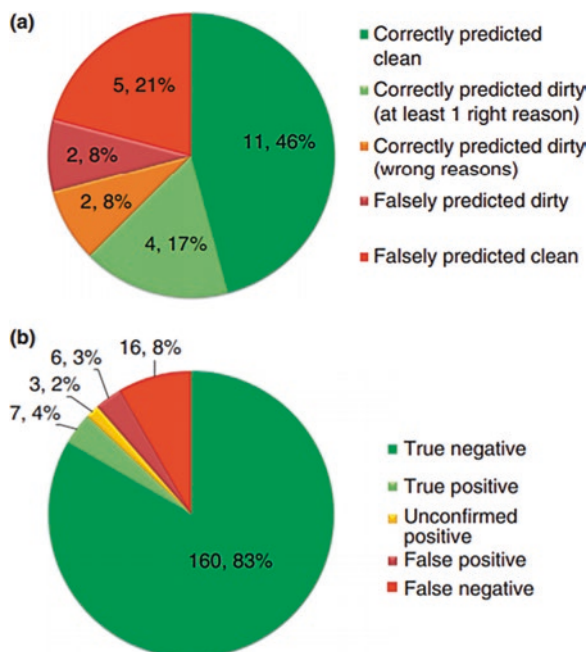 (a)
5, 21%
11, 46%
2, 8%
2, 8%
4, 17%
Correctly predicted
clean
Correctly predicted dirty
(at least 1 right reason)
Correctly predicted dirty
(wrong reasons)
Falsely predicted dirty
Falsely predicted clean
(b)
16, 8%
6, 3%
3, 2%
7, 4%
160, 83%
True negative
True positive
Unconfirmed
positive
False positive
False negative